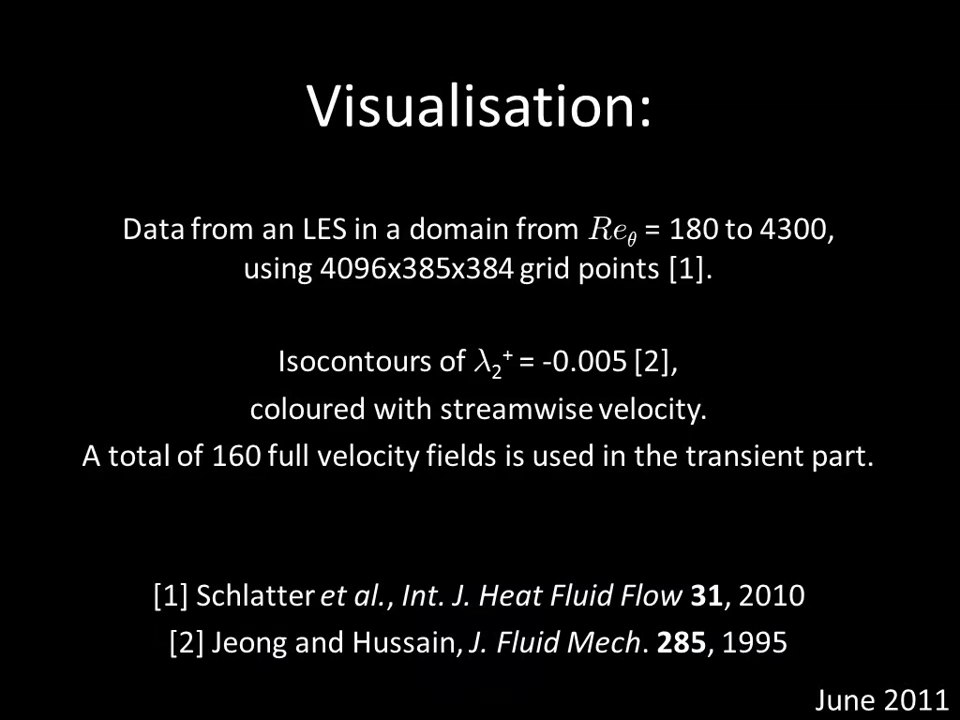 Visualisation:
Data from an LES in a domain from Reθ = 180 to 4300,
using 4096x385x384 grid points [1].
Isocontours of λ₂⁺ = -0.005 [2],
coloured with streamwise velocity.
A total of 160 full velocity fields is used in the transient part.
[1] Schlatter et al., Int. J. Heat Fluid Flow 31, 2010
[2] Jeong and Hussain, J. Fluid Mech. 285, 1995
June 2011